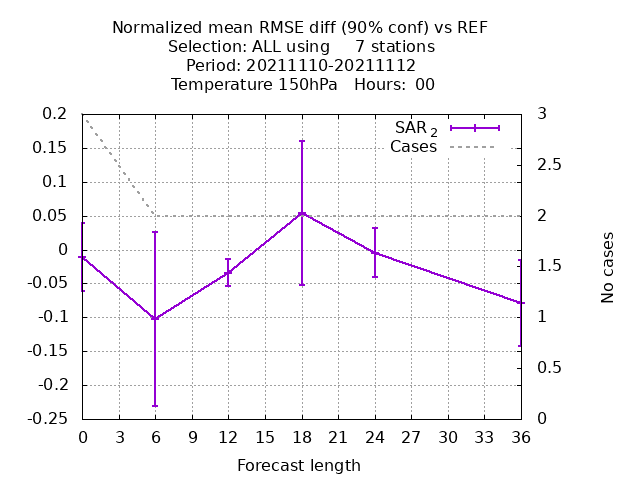 Normalized mean RMSE diff (90% conf) vs REF
Selection: ALL using     7 stations
Period: 20211110-20211112
Temperature 150hPa   Hours:  00
SAR 2
Cases
0.2
0.15
0.1
0.05
0
-0.05
-0.1
-0.15
-0.2
-0.25
3
2.5
2
1.5
1
0.5
0
No cases
0 3 6 9 12 15 18 21 24 27 30 33 36
Forecast length